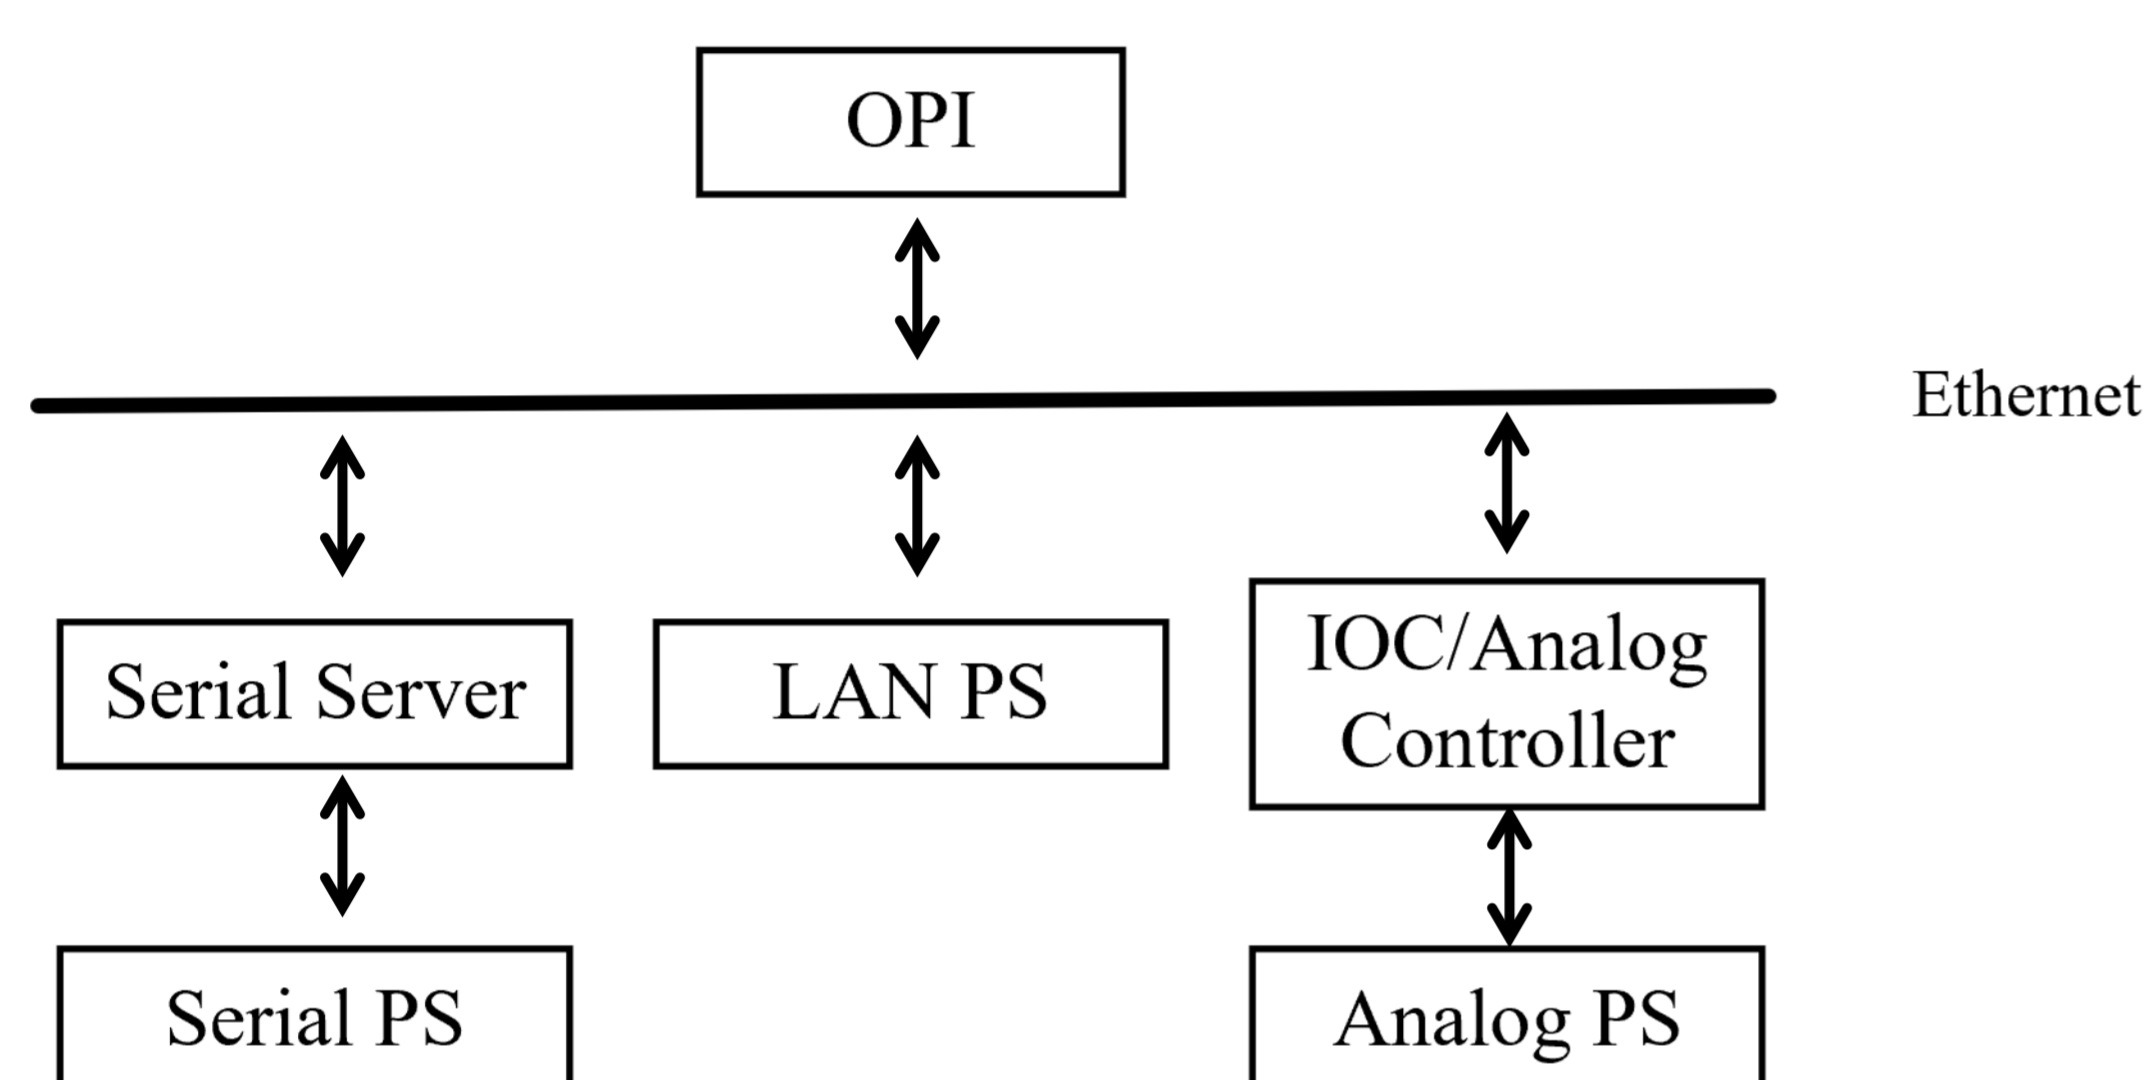 OPI
Ethernet
Serial Server
LAN PS
IOC/Analog
Controller
Serial PS
Analog PS